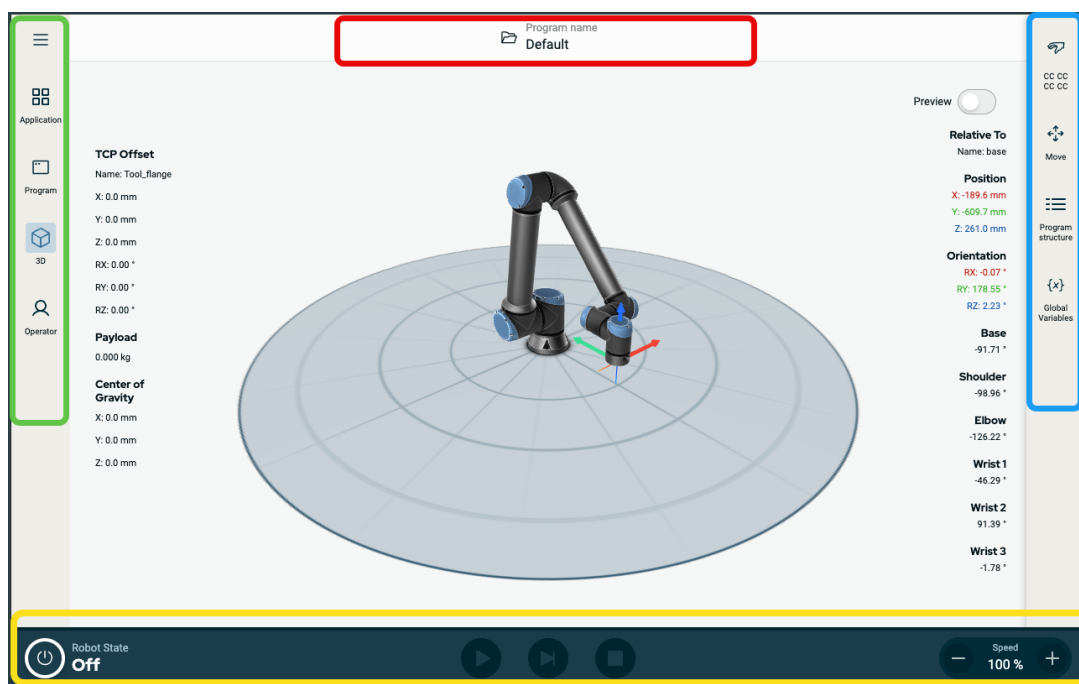 Program name
Default
Application
Program
3D
Operator
TCP Offset
Name: Tool_flange
X: 0.0 mm
Y: 0.0 mm
Z: 0.0 mm
RX: 0.00 °
RY: 0.00 °
RZ: 0.00 °
Payload
0.000 kg
Center of
Gravity
X: 0.0 mm
Y: 0.0 mm
Z: 0.0 mm
Preview
Relative To
Name: base
Position
X: -189.6 mm
Y: -609.7 mm
Z: 261.0 mm
Orientation
RX: -0.07 °
RY: 178.55 °
RZ: 2.23 °
Base
-91.71 °
Shoulder
-98.96 °
Elbow
-126.22 °
Wrist 1
-46.29 °
Wrist 2
91.39 °
Wrist 3
-1.78 °
CC CC
CC CC
Move
Program
structure
{x}
Global
Variables
Robot State
Off
Speed
100 %